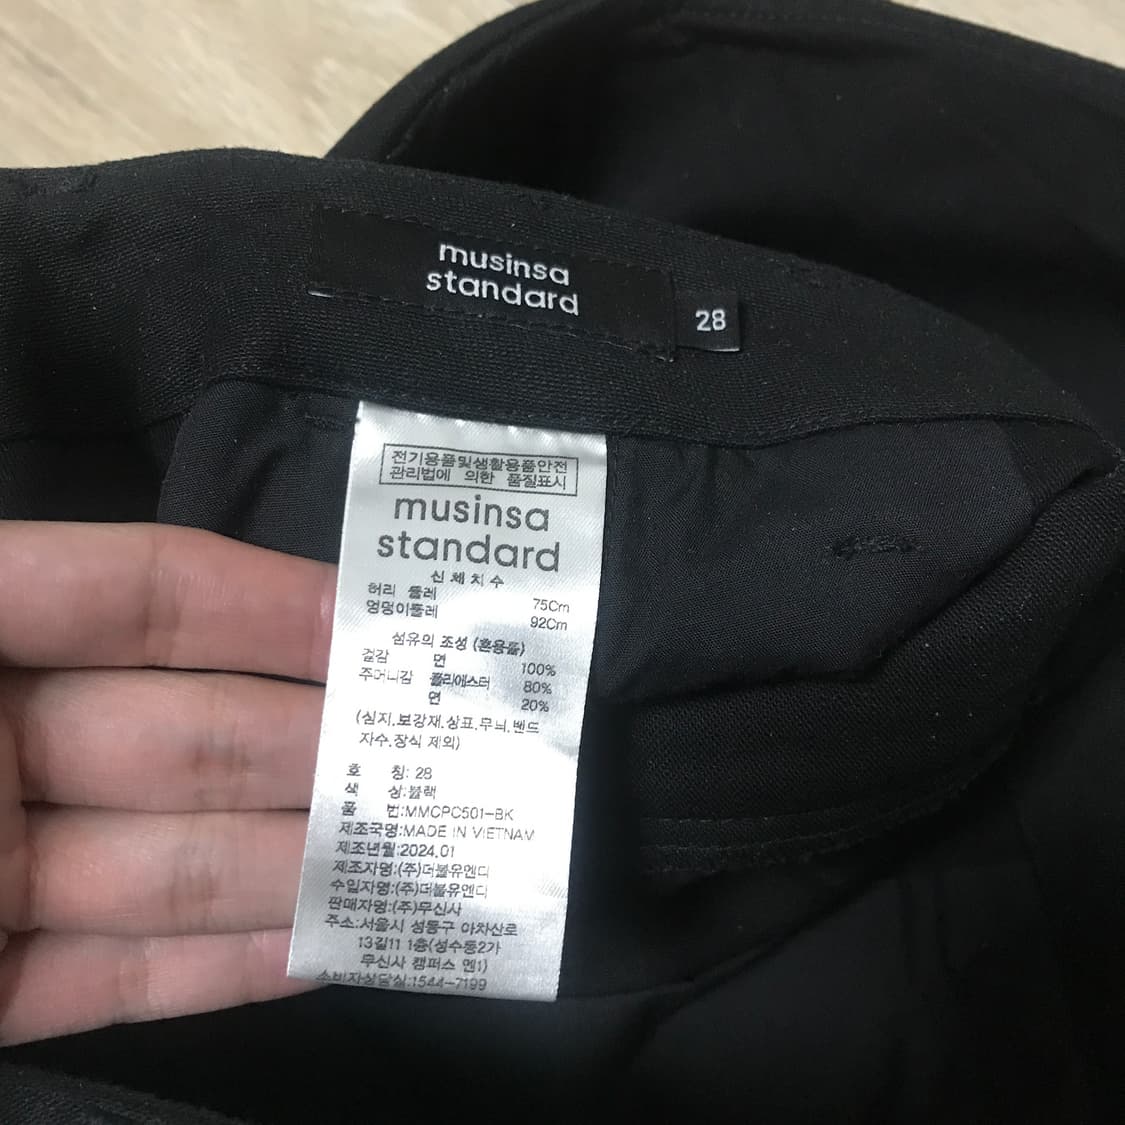 musinsa
standard
28
전기용품및생활용품안전
관리법에 의한 품질표시
musinsa
standard
신체치수
허리 둘레 75Cm
엉덩이둘레 92Cm
섬유의 조성 (혼용률)
겉감 면 100%
주머니감 폴리에스터 80%
면 20%
(심지,보강재,상표,무늬,밴드
자수,장식 제외)
호 칭: 28
색 상:블랙
품 번:MMCPC501-BK
제조국명:MADE IN VIETNAM
제조년월:2024.01
제조자명:(주)더블유엔디
수입자명:(주)더블유엔디
판매자명:(주)무신사
주소:서울시 성동구 아차산로
13길11 1층(성수동2가
무신사 캠퍼스 엔1)
소비자상담실:1544-7199